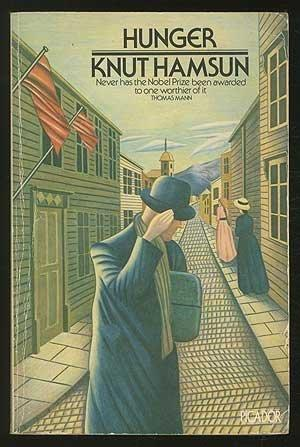 HUNGER
KNUT HAMSUN
Never has the Nobel Prize been awarded
to one worthier of it
THOMAS MANN
PICADOR